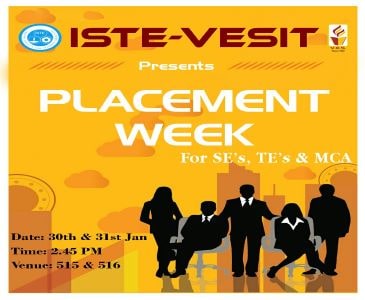 ISTE-VESIT
Presents
PLACEMENT
WEEK
For SE's, TE's & MCA
Date: 30th & 31st Jan
Time: 2:45 PM
Venue: 515 & 516